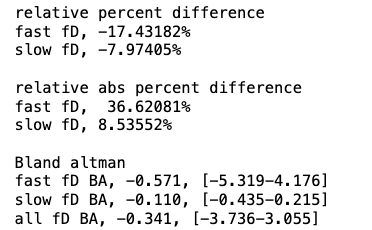 relative percent difference
fast fD, -17.43182%
slow fD, -7.97405%
relative abs percent difference
fast fD,  36.62081%
slow fD, 8.53552%
Bland altman
fast fD BA, -0.571, [-5.319-4.176]
slow fD BA, -0.110, [-0.435-0.215]
all fD BA, -0.341, [-3.736-3.055]